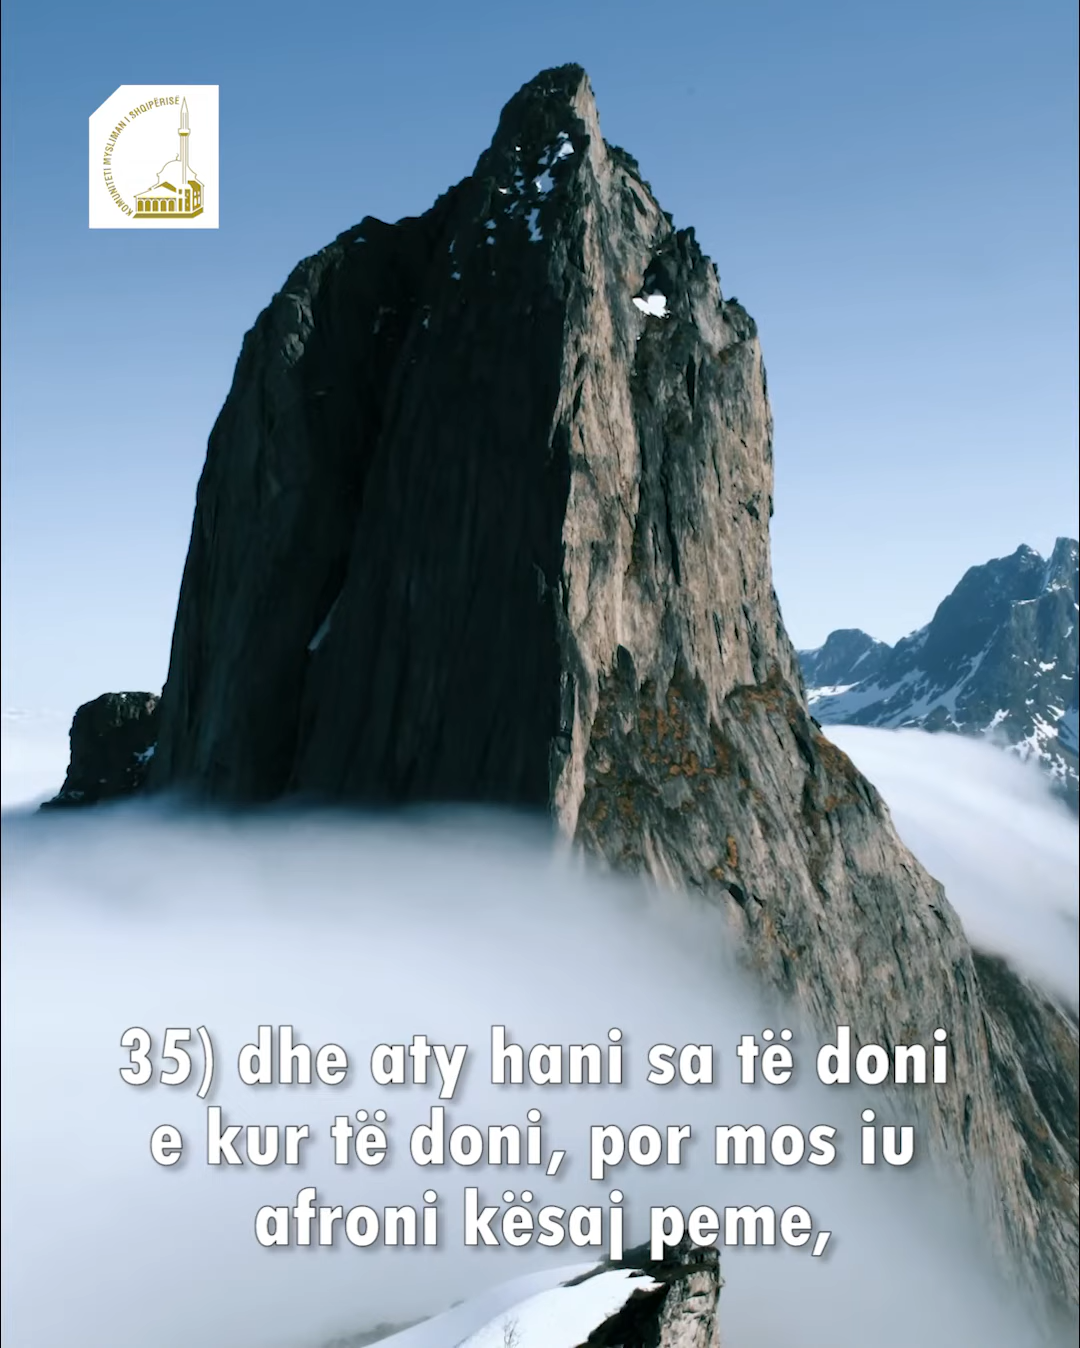 KOMUNITETI MYSLIMAN I SHQIPËRISË
35) dhe aty hani sa të doni
e kur të doni, por mos iu
afroni kësaj peme,